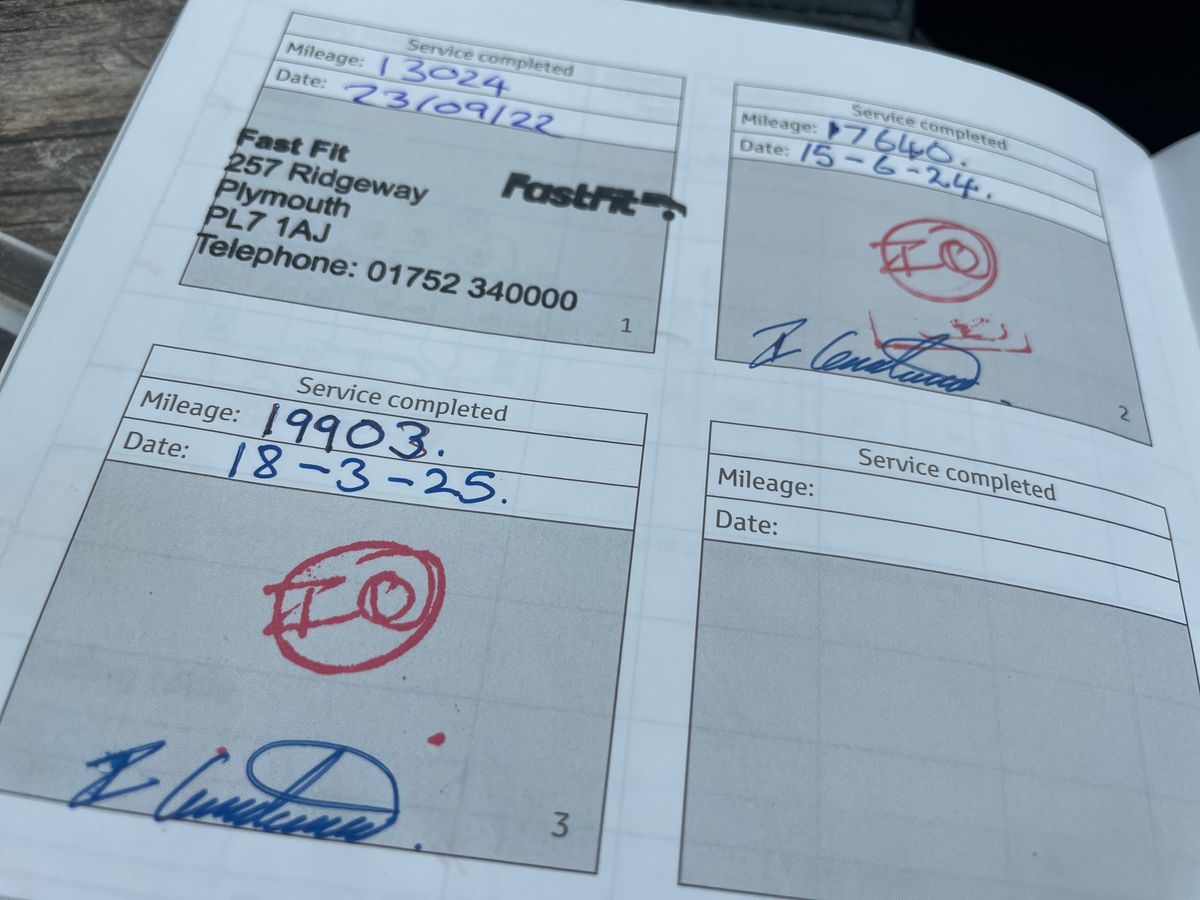 Service completed
Mileage: 13024
Date: 23/09/22
Fast Fit
257 Ridgeway
Plymouth
PL7 1AJ
Telephone: 01752 340000
FastFit
1
Service completed
Mileage: 17640.
Date: 15-6-24.
2
Service completed
Mileage: 19903.
Date: 18-3-25.
3
Service completed
Mileage:
Date: